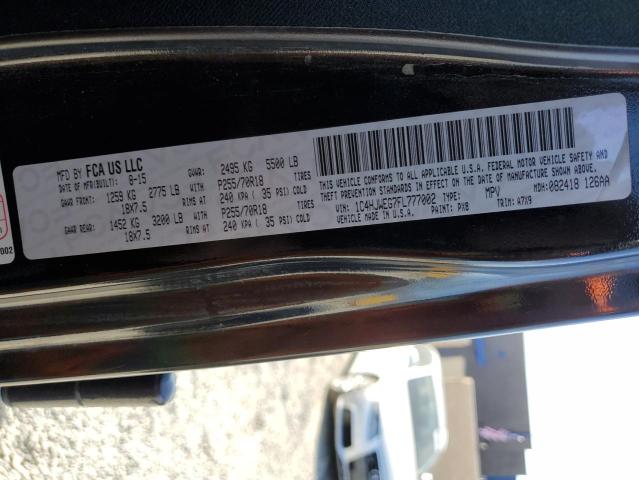 MFD BY FCA US LLC
DATE OF MFR(BUILT): 8-15 GVWR: 2495 KG 5500 LB
GAWR FRONT: 1259 KG 2775 LB WITH P255/70R18 TIRES
18X7.5 RIMS AT 240 KPA ( 35 PSI) COLD
GAWR REAR: 1452 KG 3200 LB WITH P255/70R18 TIRES
18X7.5 RIMS AT 240 KPA ( 35 PSI) COLD
THIS VEHICLE CONFORMS TO ALL APPLICABLE U.S.A. FEDERAL MOTOR VEHICLE SAFETY AND
THEFT PREVENTION STANDARDS IN EFFECT ON THE DATE OF MANUFACTURE SHOWN ABOVE.
VIN: 1C4HJWEG7FL777002 TYPE: MPV MDH: 082418 126AA
MADE IN U.S.A. PAINT: PX8 TRIM: A7X9
002